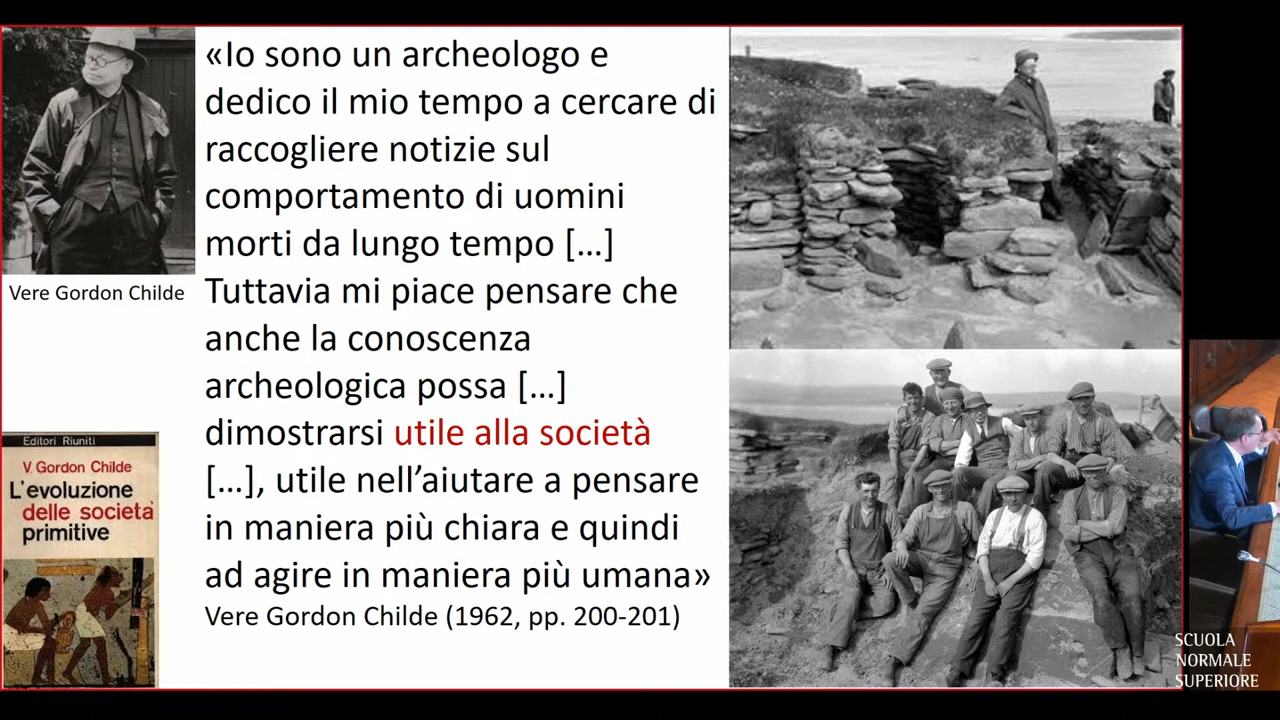 «Io sono un archeologo e
dedico il mio tempo a cercare di
raccogliere notizie sul
comportamento di uomini
morti da lungo tempo […]
Tuttavia mi piace pensare che
anche la conoscenza
archeologica possa […]
dimostrarsi utile alla società
[…], utile nell’aiutare a pensare
in maniera più chiara e quindi
ad agire in maniera più umana»
Vere Gordon Childe (1962, pp. 200-201)
Vere Gordon Childe
Editori Riuniti
V. Gordon Childe
L'evoluzione
delle società
primitive
SCUOLA
NORMALE
SUPERIORE